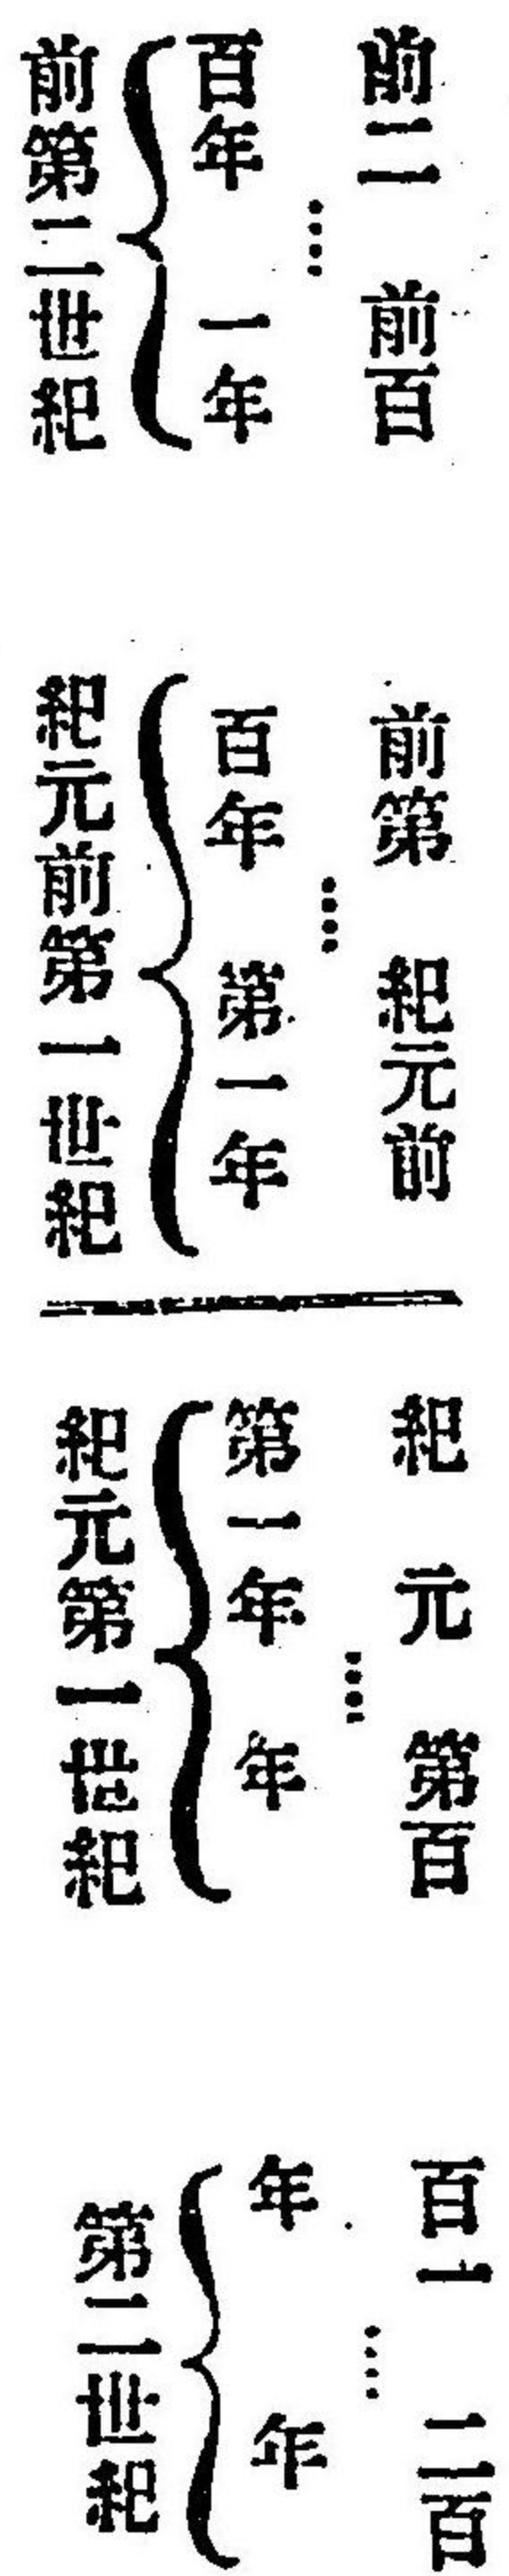 前二百年……前百一年
前第二世紀
前第百年……紀元前第一年
紀元前第一世紀
紀元第一年……第百年
紀元第一世紀
百一年……二百年
第二世紀